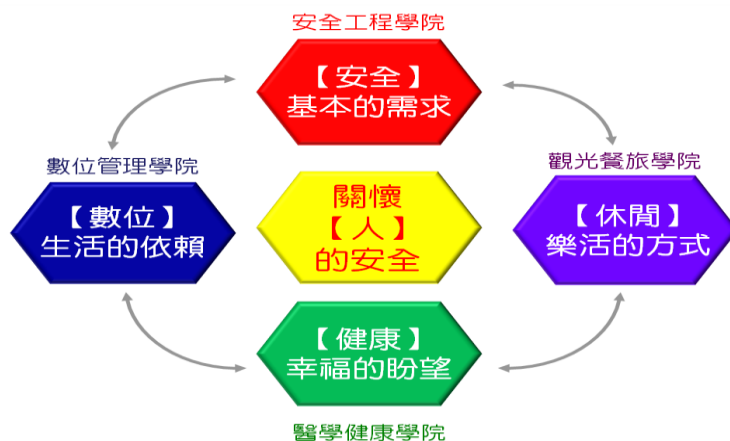 安全工程學院
【安全】
基本的需求
數位管理學院
【數位】
生活的依賴
關懷
【人】
的安全
觀光餐旅學院
【休閒】
樂活的方式
【健康】
幸福的盼望
醫學健康學院